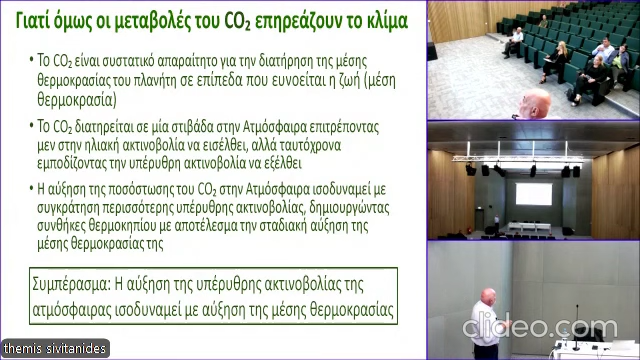 Γιατί όμως οι μεταβολές του CO₂ επηρεάζουν το κλίμα
• Το CO₂ είναι συστατικό απαραίτητο για την διατήρηση της μέσης
θερμοκρασίας του πλανήτη σε επίπεδα που ευνοείται η ζωή (μέση
θερμοκρασία)
• Το CO₂ διατηρείται σε μία στιβάδα στην Ατμόσφαιρα επιτρέποντας
μεν στην ηλιακή ακτινοβολία να εισέλθει, αλλά ταυτόχρονα
εμποδίζοντας την υπέρυθρη ακτινοβολία να εξέλθει
• Η αύξηση της ποσόστωσης του CO₂ στην Ατμόσφαιρα ισοδυναμεί με
συγκράτηση περισσότερης υπέρυθρης ακτινοβολίας, δημιουργώντας
συνθήκες θερμοκηπίου με αποτέλεσμα την σταδιακή αύξηση της
μέσης θερμοκρασίας της
Συμπέρασμα: Η αύξηση της υπέρυθρης ακτινοβολίας της
ατμόσφαιρας ισοδυναμεί με αύξηση της μέσης θερμοκρασίας
themis sivitanides
clideo.com